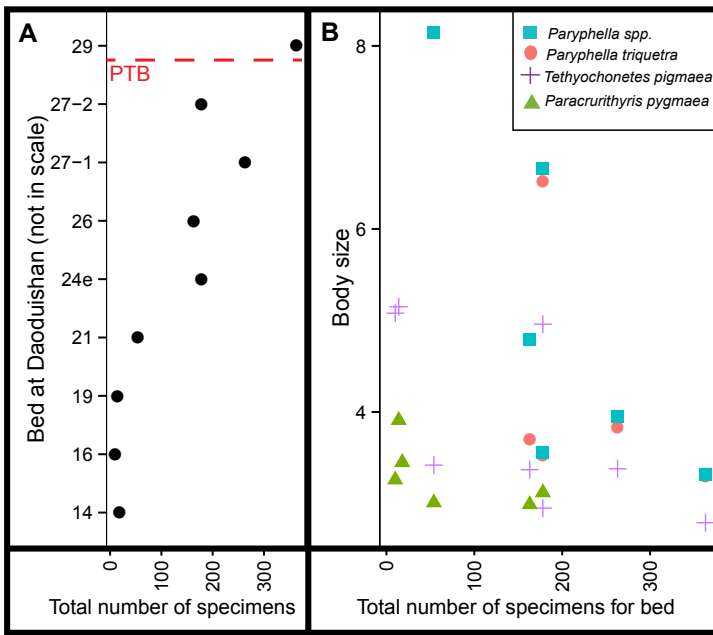 A
Bed at Daoduishan (not in scale)
29
PTB
27−2
27−1
26
24e
21
19
16
14
0
100
200
300
Total number of specimens
B
Paryphella spp.
Paryphella triquetra
Tethyochonetes pigmaea
Paracrurithyris pygmaea
Body size
8
6
4
0
100
200
300
Total number of specimens for bed